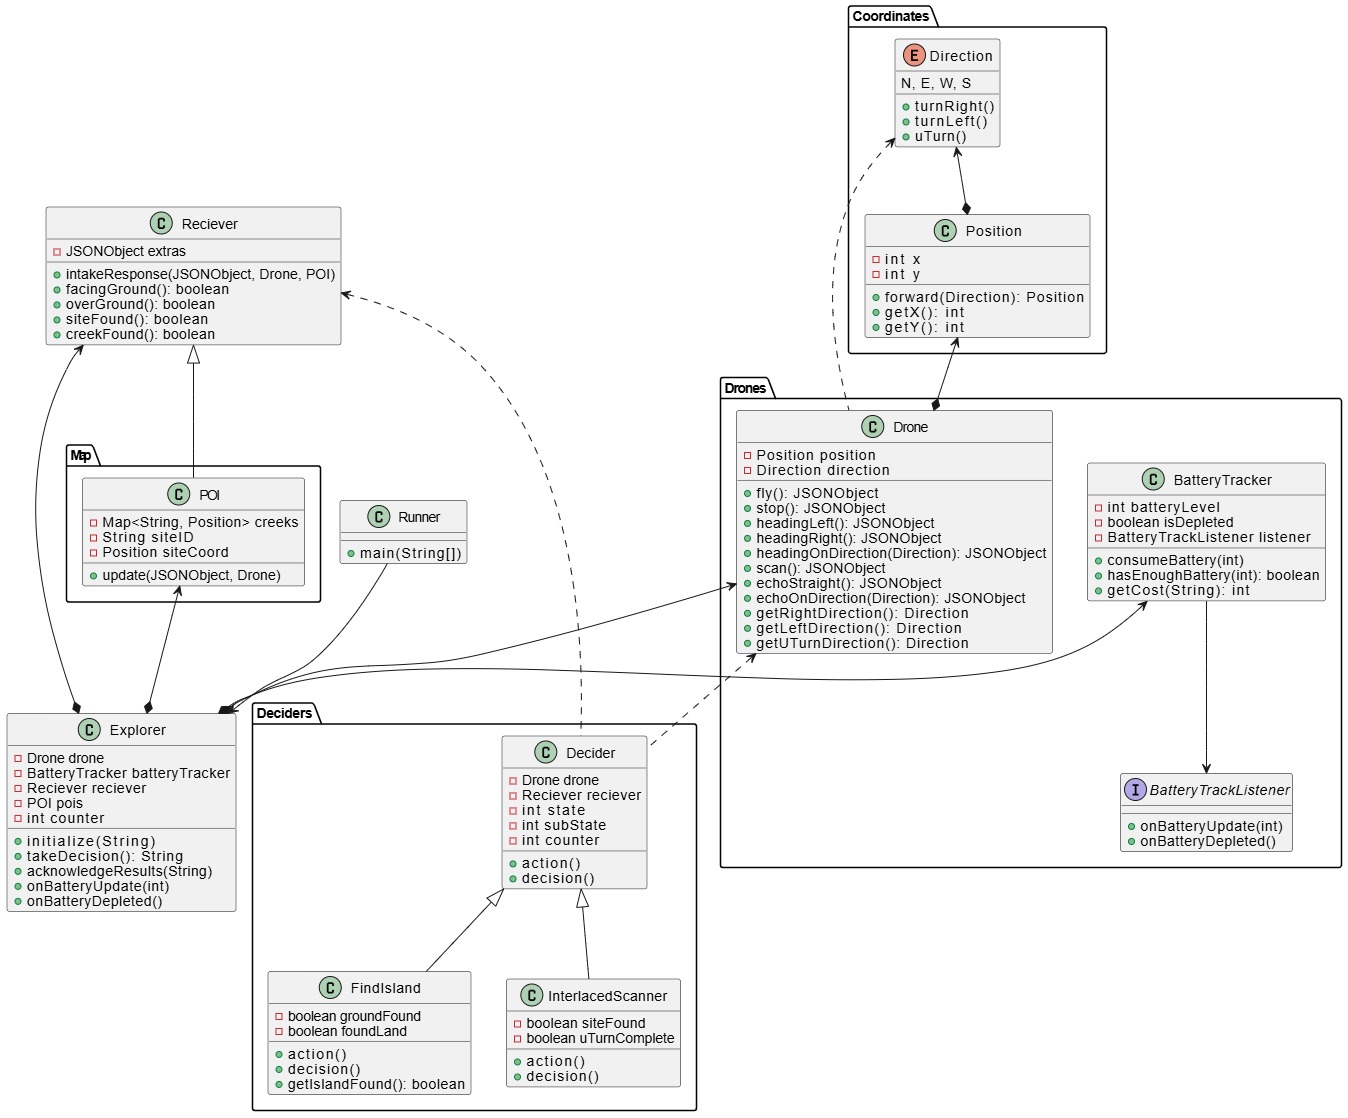 Coordinates
E Direction
N, E, W, S
turnRight()
turnLeft()
uTurn()
C Position
int x
int y
forward(Direction): Position
getX(): int
getY(): int
C Reciever
JSONObject extras
intakeResponse(JSONObject, Drone, POI)
facingGround(): boolean
overGround(): boolean
siteFound(): boolean
creekFound(): boolean
Map
C POI
Map<String, Position> creeks
String siteID
Position siteCoord
update(JSONObject, Drone)
C Runner
main(String[])
Drones
C Drone
Position position
Direction direction
fly(): JSONObject
stop(): JSONObject
headingLeft(): JSONObject
headingRight(): JSONObject
headingOnDirection(Direction): JSONObject
scan(): JSONObject
echoStraight(): JSONObject
echoOnDirection(Direction): JSONObject
getRightDirection(): Direction
getLeftDirection(): Direction
getUTurnDirection(): Direction
C BatteryTracker
int batteryLevel
boolean isDepleted
BatteryTrackListener listener
consumeBattery(int)
hasEnoughBattery(int): boolean
getCost(String): int
I BatteryTrackListener
onBatteryUpdate(int)
onBatteryDepleted()
C Explorer
Drone drone
BatteryTracker batteryTracker
Reciever reciever
POI pois
int counter
initialize(String)
takeDecision(): String
acknowledgeResults(String)
onBatteryUpdate(int)
onBatteryDepleted()
Deciders
C Decider
Drone drone
Reciever reciever
int state
int subState
int counter
action()
decision()
C FindIsland
boolean groundFound
boolean foundLand
action()
decision()
getIslandFound(): boolean
C InterlacedScanner
boolean siteFound
boolean uTurnComplete
action()
decision()